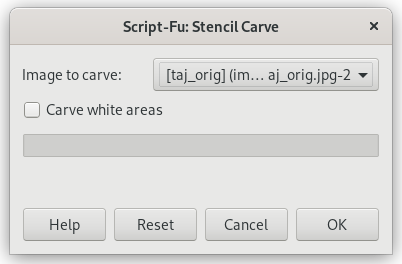 Script-Fu: Stencil Carve
Image to carve: [taj_orig] (im… aj_orig.jpg-2
Carve white areas
Help Reset Cancel OK